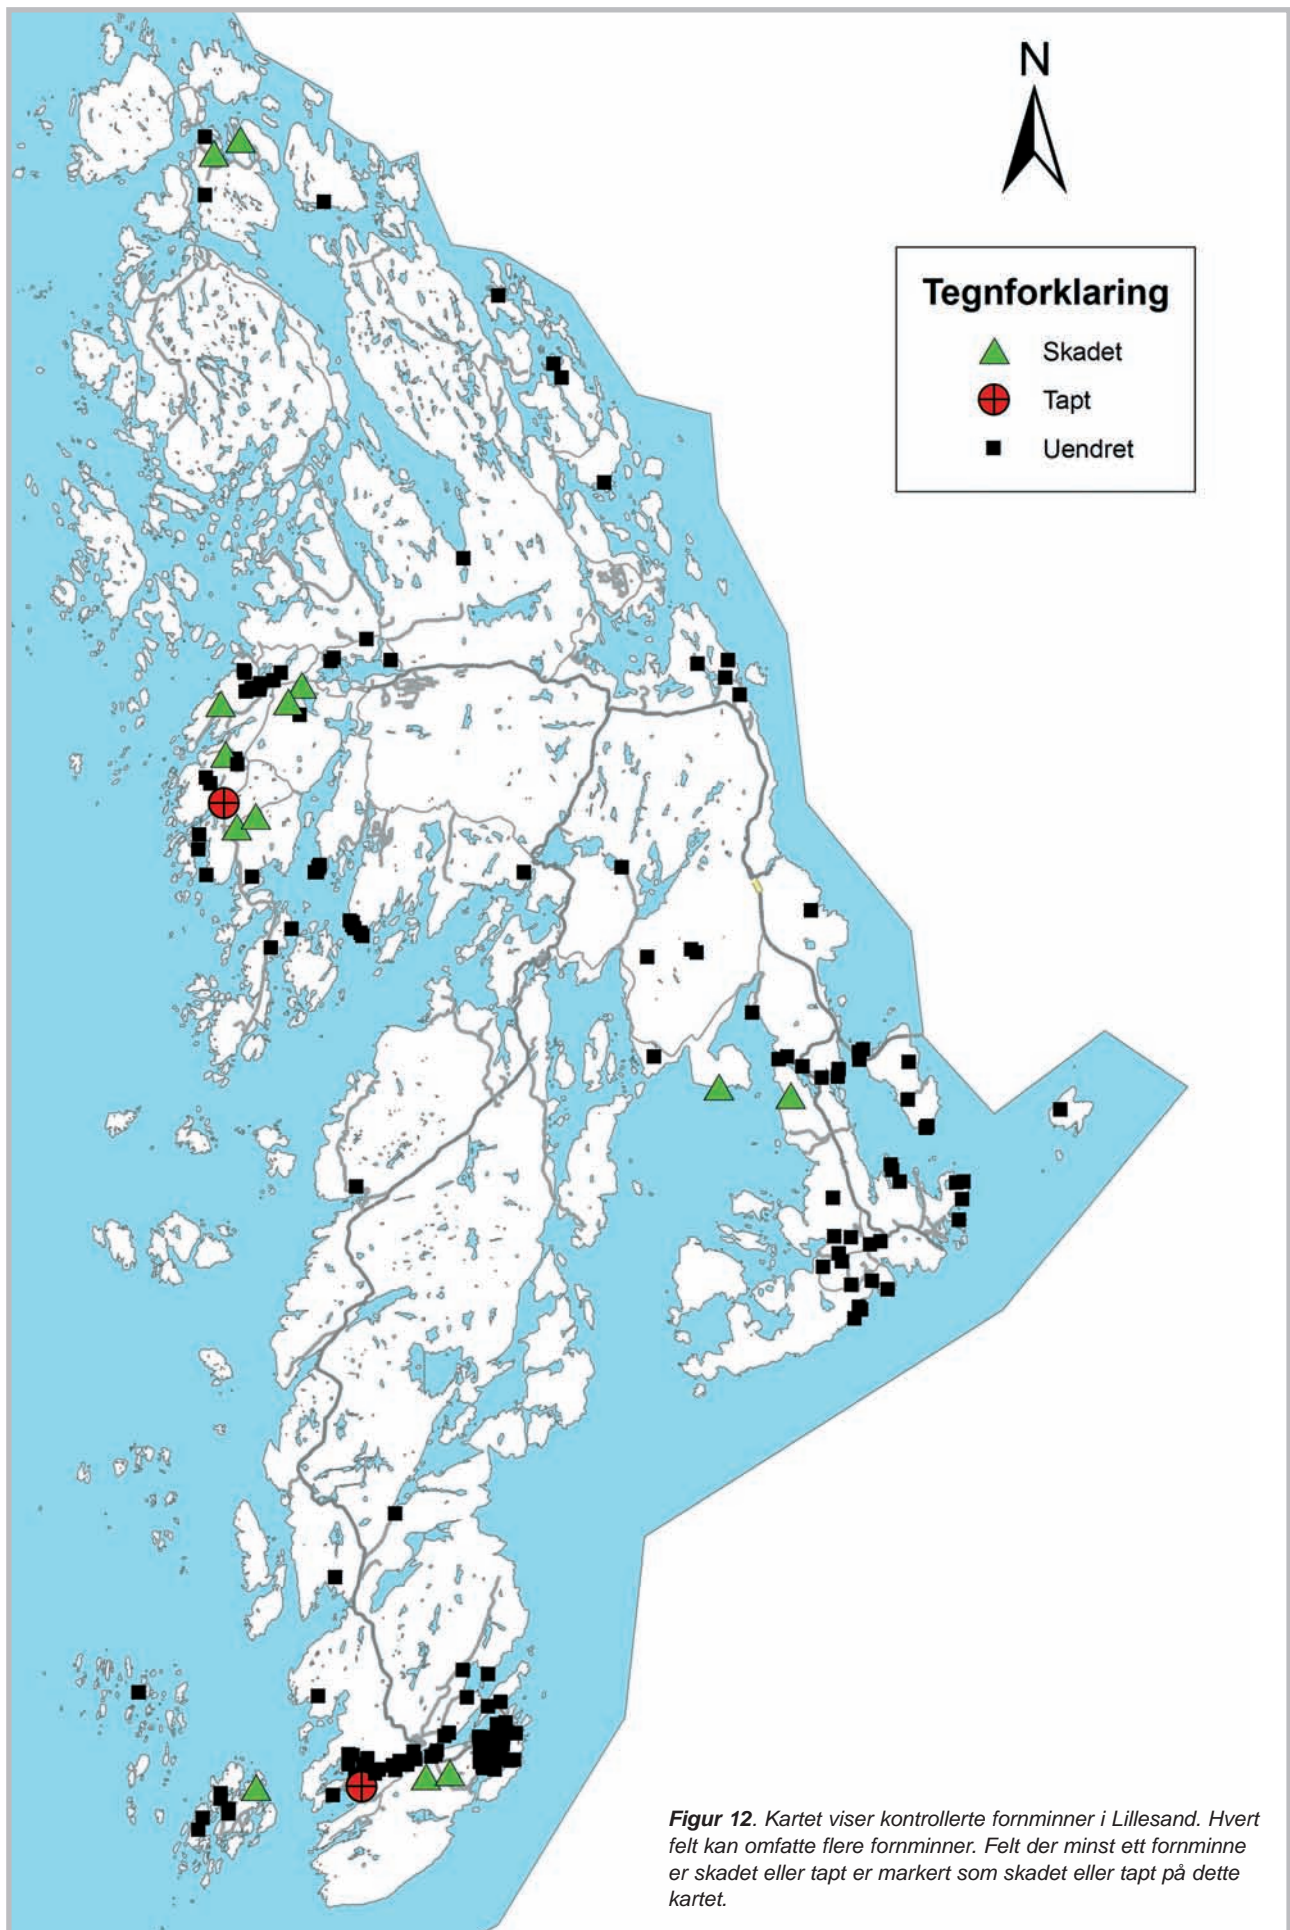 N
Tegnforklaring
Skadet
Tapt
Uendret
Figur 12. Kartet viser kontrollerte fornminner i Lillesand. Hvert
felt kan omfatte flere fornminner. Felt der minst ett fornminne
er skadet eller tapt er markert som skadet eller tapt på dette
kartet.